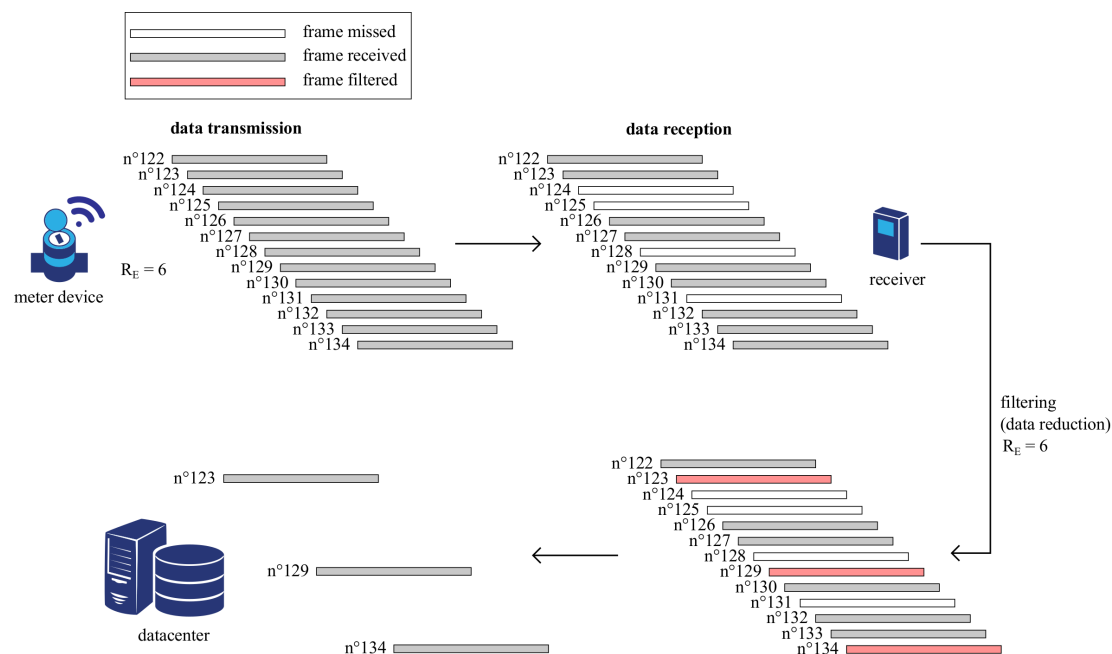 frame missed
frame received
frame filtered
data transmission
data reception
n°122
n°123
n°124
n°125
n°126
n°127
n°128
n°129
n°130
n°131
n°132
n°133
n°134
meter device
R_E = 6
n°122
n°123
n°124
n°125
n°126
n°127
n°128
n°129
n°130
n°131
n°132
n°133
n°134
receiver
filtering
(data reduction)
R_E = 6
n°122
n°123
n°124
n°125
n°126
n°127
n°128
n°129
n°130
n°131
n°132
n°133
n°134
n°123
n°129
n°134
datacenter